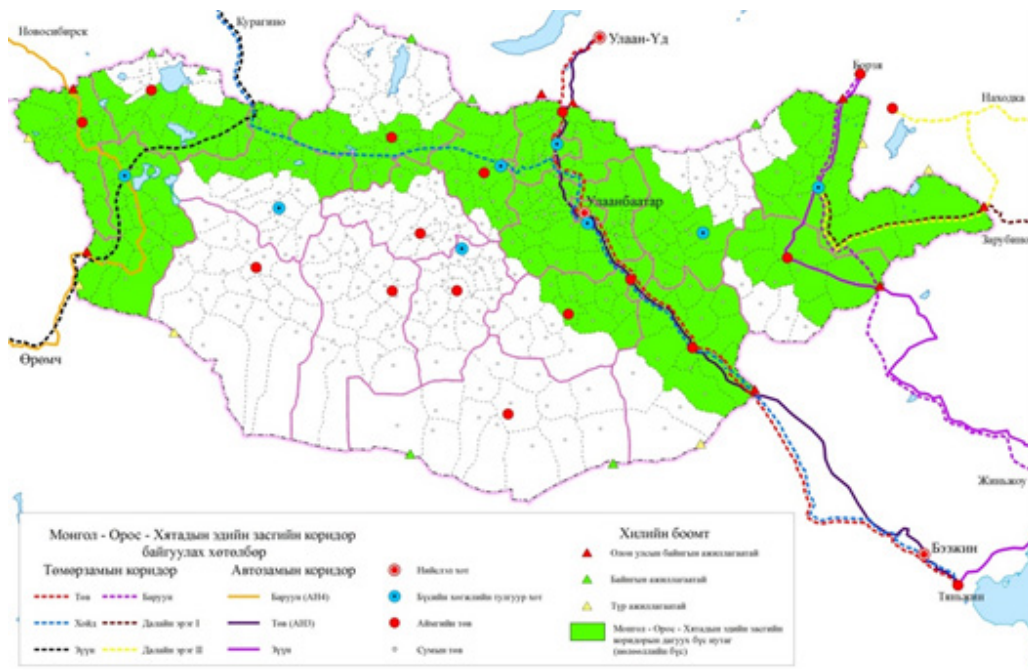 Новосибирск
Курагино
Улаан-Үд
Борзя
Находка
Улаанбаатар
Зарубино
Өрөмч
Жиньжоу
Бээжин
Тяньжин
Монгол - Орос - Хятадын эдийн засгийн коридор
байгуулах хөтөлбөр
Төмөрзамын коридор
Автозамын коридор
Төв
Баруун
Баруун (АН4)
Хойд
Далайн эрэг I
Төв (АН3)
Зүүн
Далайн эрэг II
Зүүн
Нийслэл хот
Бүсийн хөгжлийн тулгуур хот
Аймгийн төв
Сумын төв
Хилийн боомт
Олон улсын байнгын ажиллагаатай
Байнгын ажиллагаатай
Түр ажиллагаатай
Монгол - Орос - Хятадын эдийн засгийн
коридорын дагуух бүс нутаг
(нөлөөллийн бүс)